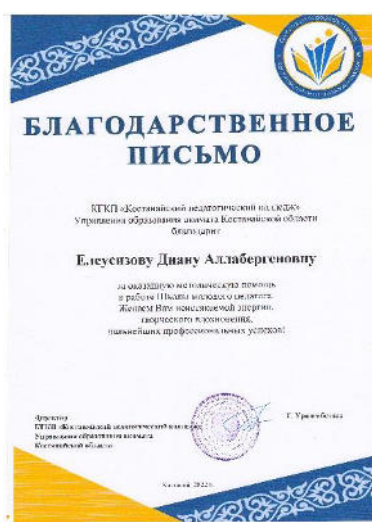 БЛАГОДАРСТВЕННОЕ
ПИСЬМО
КГКП «Костанайский педагогический колледж»
Управления образования акимата Костанайской области
благодарит
Елеусизову Диану Аллабергеновну
за оказанную методическую помощь
в работе Школы молодого педагога.
Желаем Вам неиссякаемой энергии,
творческого вдохновения,
дальнейших профессиональных успехов!
Директор
КГКП «Костанайский педагогический колледж»
Управления образования акимата
Костанайской области
Костанай, 2022 г.